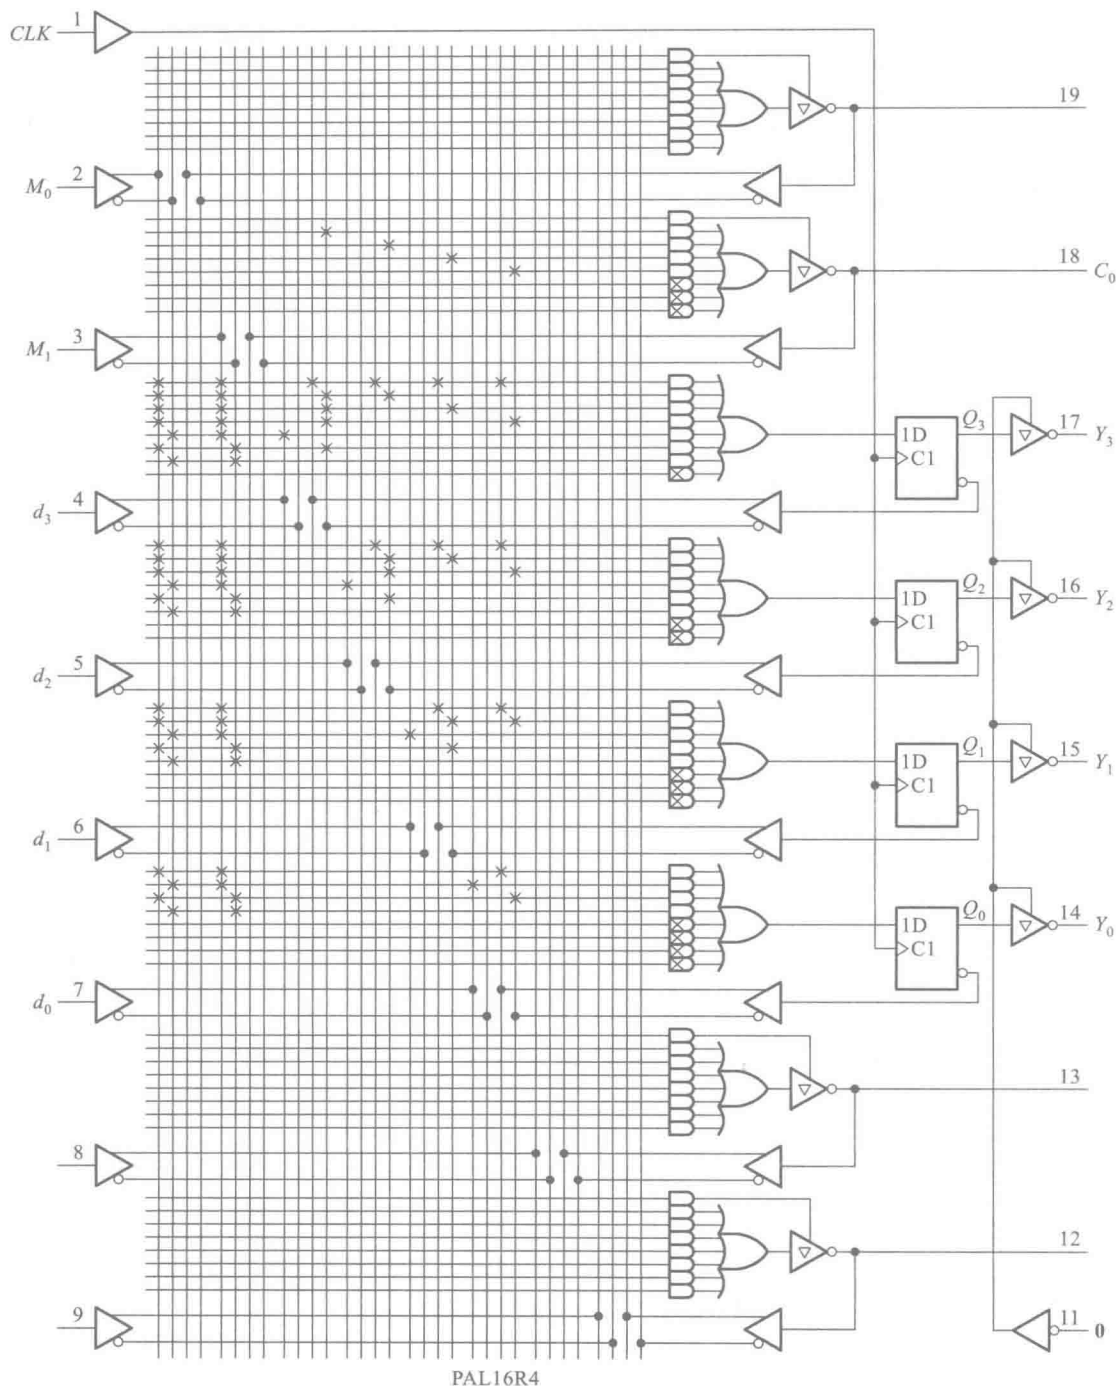 CLK 1
19
2
M₀
18 C₀
3
M₁
Q₃
17 Y₃
1D
C1
4
d₃
Q₂
16 Y₂
1D
C1
5
d₂
Q₁
15 Y₁
1D
C1
6
d₁
Q₀
14 Y₀
1D
C1
7
d₀
13
8
12
9
11 0
PAL16R4